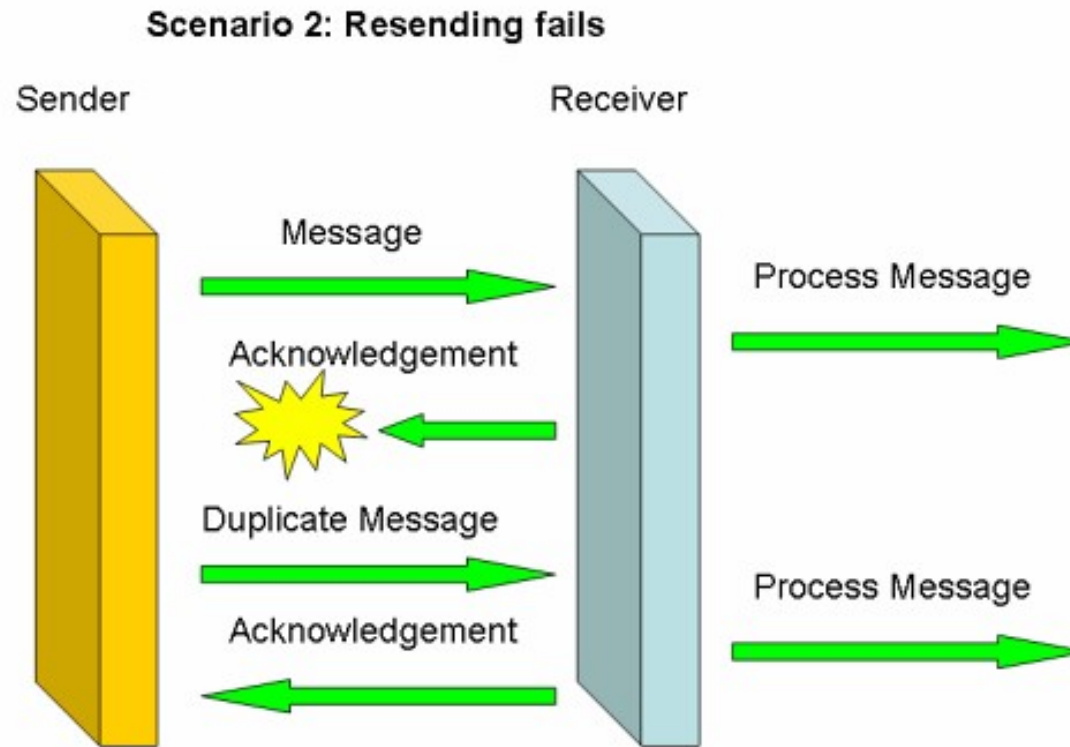 Scenario 2: Resending fails
Sender
Receiver
Message
Process Message
Acknowledgement
Duplicate Message
Process Message
Acknowledgement